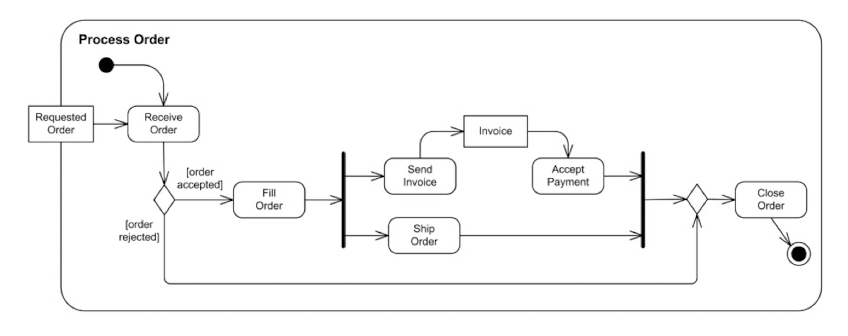 Process Order
Requested
Order
Receive
Order
[order
accepted]
[order
rejected]
Fill
Order
Send
Invoice
Invoice
Accept
Payment
Ship
Order
Close
Order